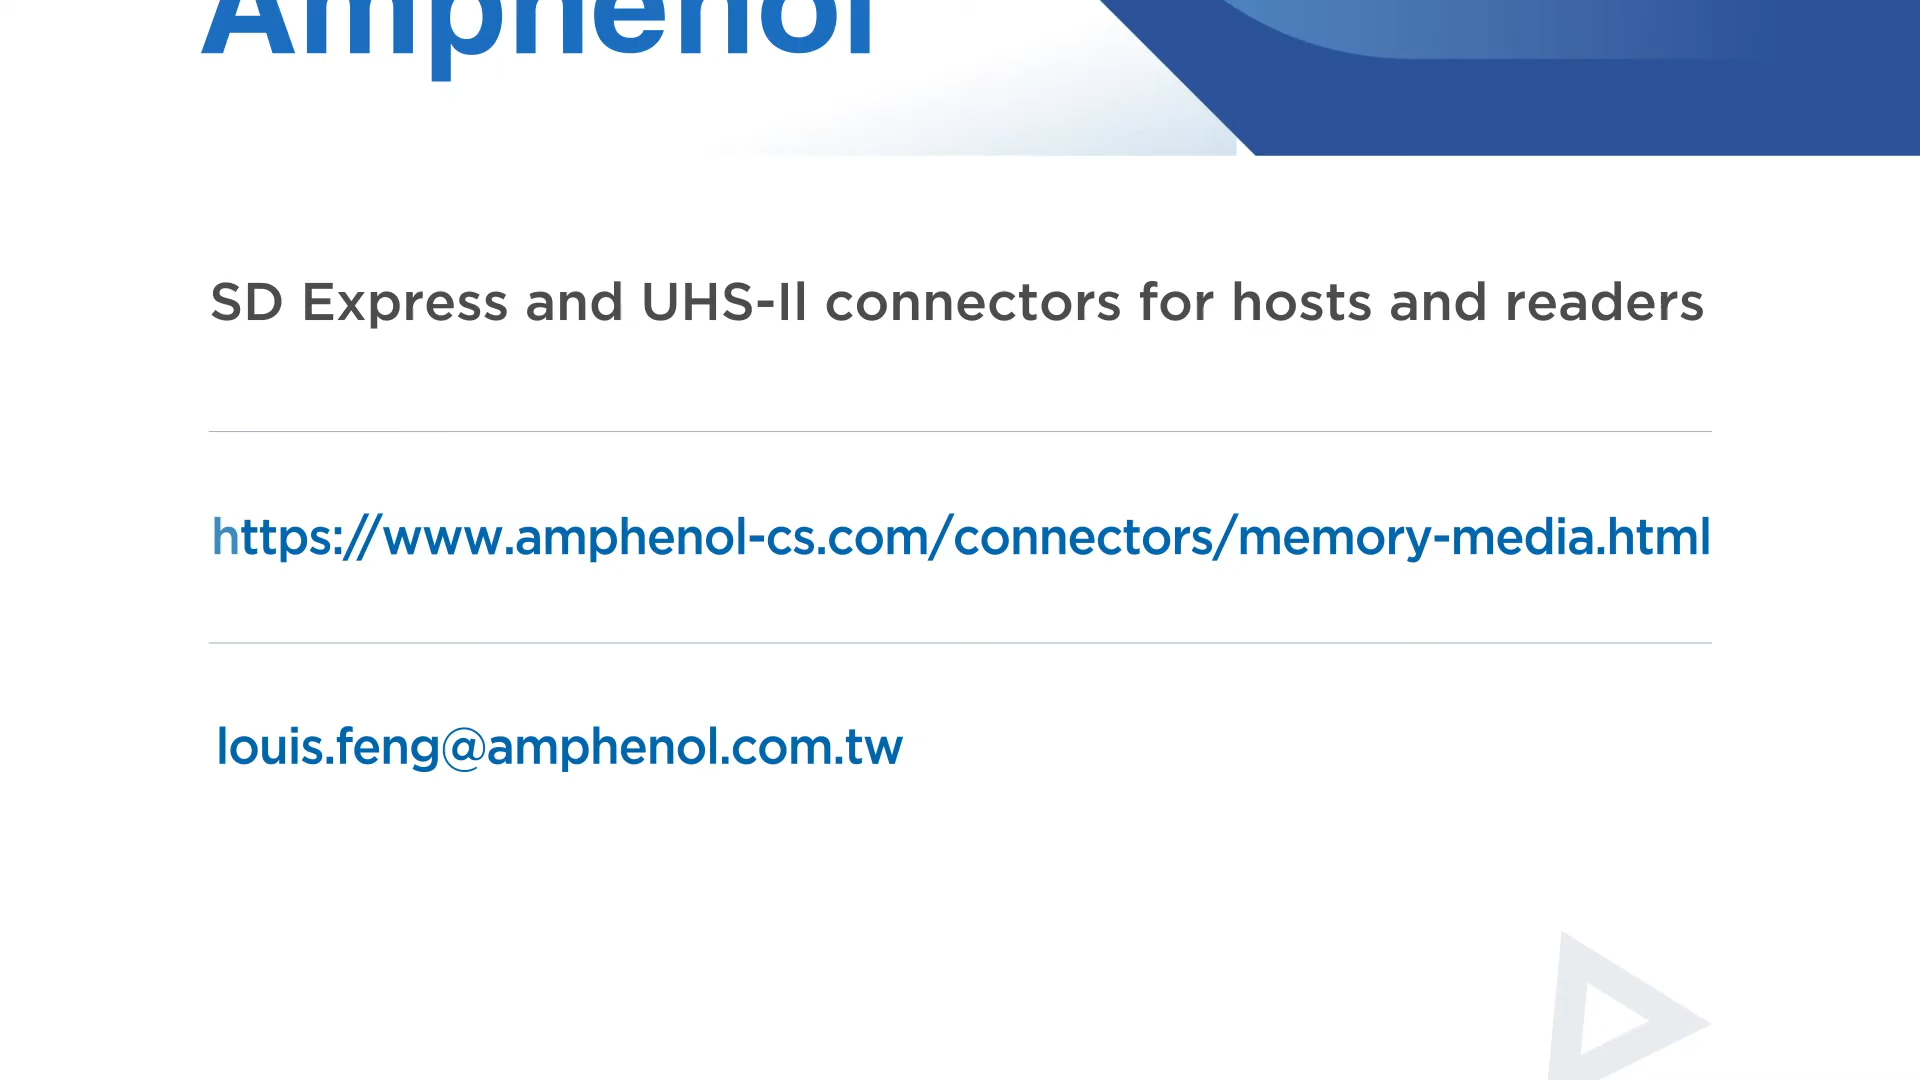 Amphenol
SD Express and UHS-Il connectors for hosts and readers
https://www.amphenol-cs.com/connectors/memory-media.html
louis.feng@amphenol.com.tw